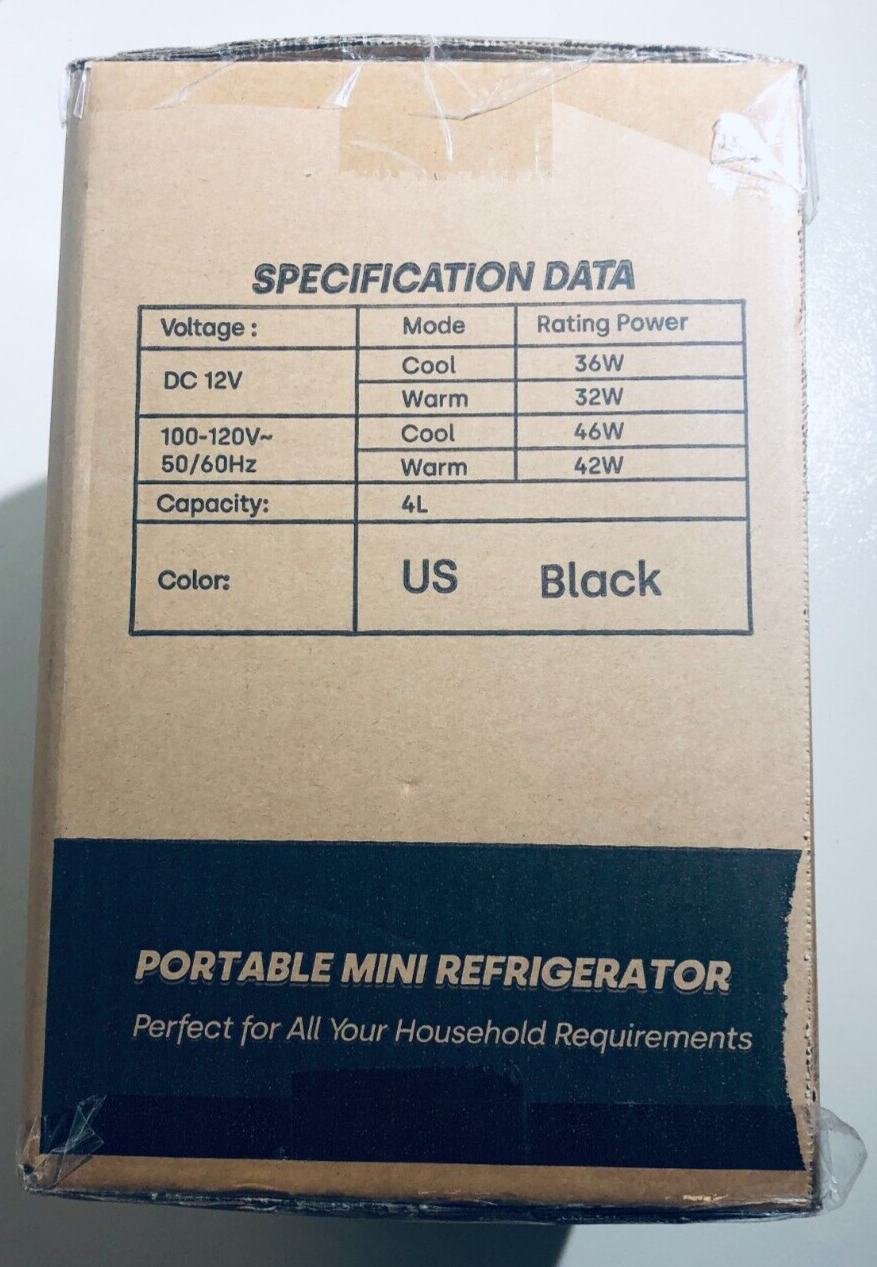 SPECIFICATION DATA
Voltage : Mode Rating Power
DC 12V Cool 36W
Warm 32W
100-120V~ Cool 46W
50/60Hz Warm 42W
Capacity: 4L
Color: US Black
PORTABLE MINI REFRIGERATOR
Perfect for All Your Household Requirements